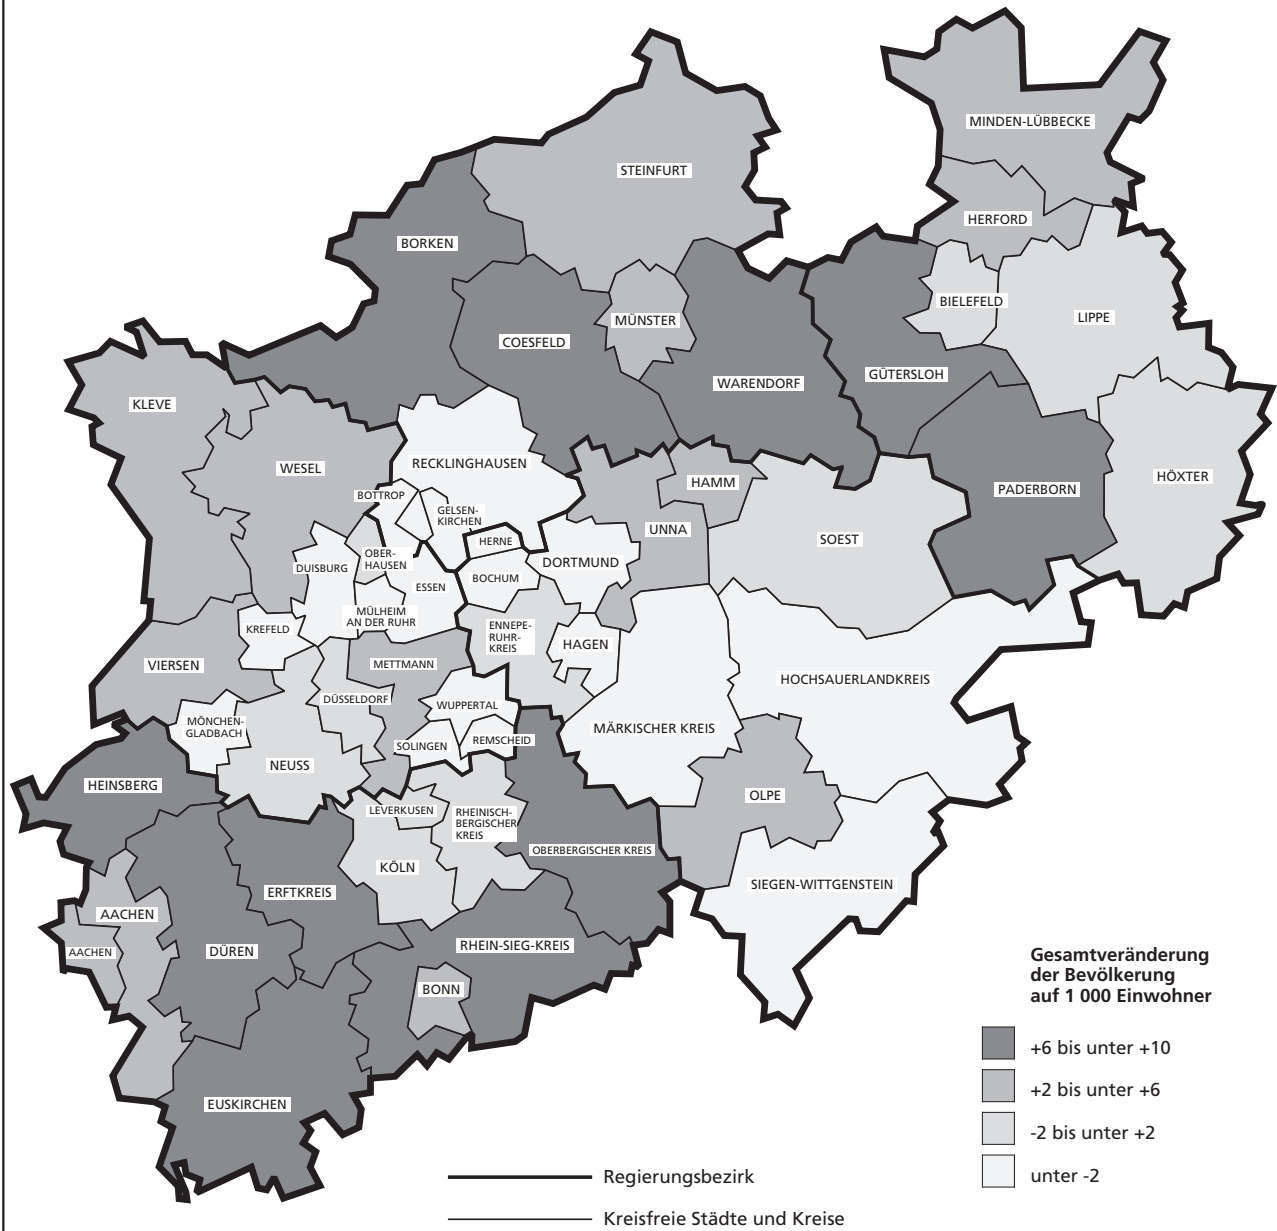 MINDEN-LÜBBECKE
STEINFURT
HERFORD
BORKEN
BIELEFELD
LIPPE
MÜNSTER
COESFELD
GÜTERSLOH
WARENDORF
KLEVE
RECKLINGHAUSEN
WESEL
HÖXTER
HAMM
PADERBORN
BOTTROP
GELSEN-
KIRCHEN
UNNA
SOEST
HERNE
OBER-
HAUSEN
DORTMUND
DUISBURG
BOCHUM
ESSEN
MÜLHEIM
AN DER RUHR
KREFELD
ENNEPE-
RUHR-
KREIS
HAGEN
VIERSEN
METTMANN
HOCHSAUERLANDKREIS
DÜSSELDORF
WUPPERTAL
MÖNCHEN-
GLADBACH
MÄRKISCHER KREIS
REMSCHEID
SOLINGEN
NEUSS
HEINSBERG
OLPE
LEVERKUSEN
RHEINISCH-
BERGISCHER
KREIS
OBERBERGISCHER KREIS
KÖLN
SIEGEN-WITTGENSTEIN
ERFTKREIS
AACHEN
RHEIN-SIEG-KREIS
AACHEN
DÜREN
BONN
EUSKIRCHEN
Gesamtveränderung
der Bevölkerung
auf 1 000 Einwohner
+6 bis unter +10
+2 bis unter +6
-2 bis unter +2
unter -2
Regierungsbezirk
Kreisfreie Städte und Kreise